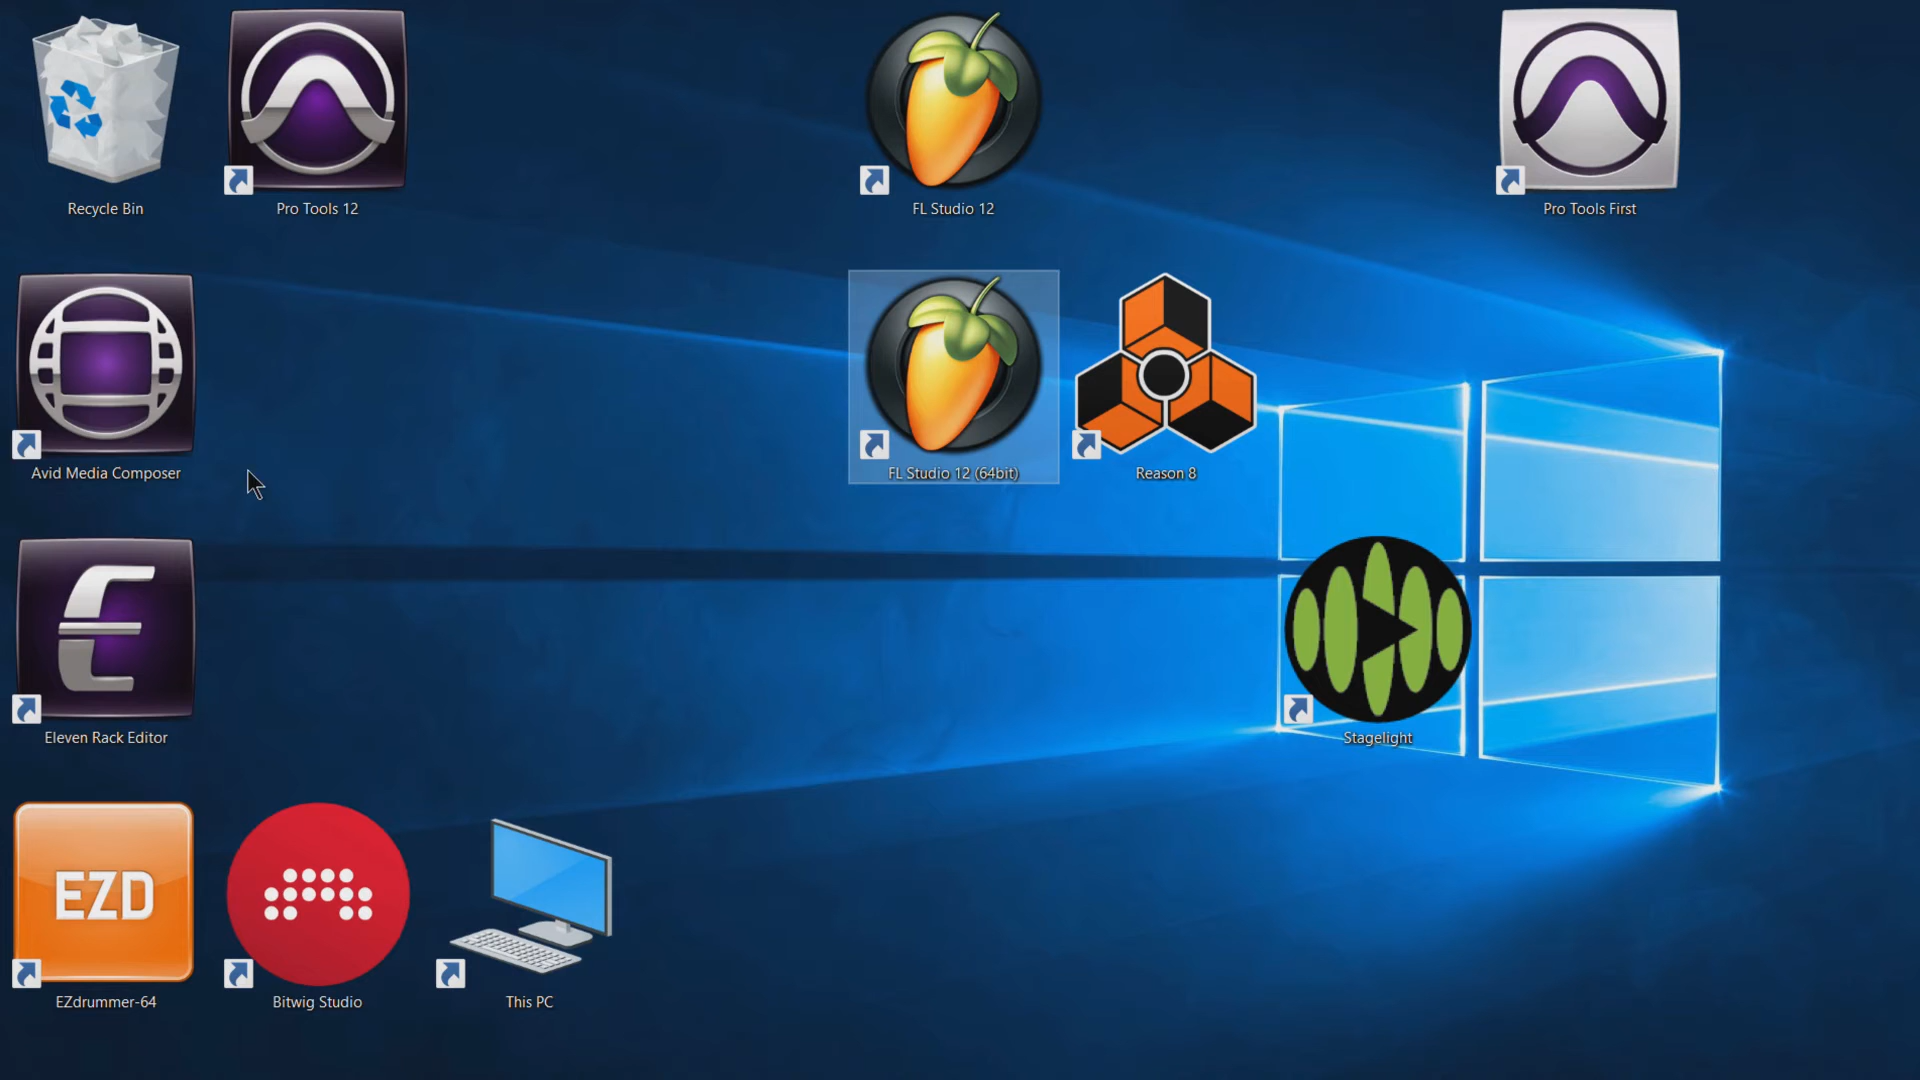 Recycle Bin
Pro Tools 12
FL Studio 12
Pro Tools First
Avid Media Composer
FL Studio 12 (64bit)
Reason 8
Eleven Rack Editor
Stagelight
EZD
EZdrummer-64
Bitwig Studio
This PC